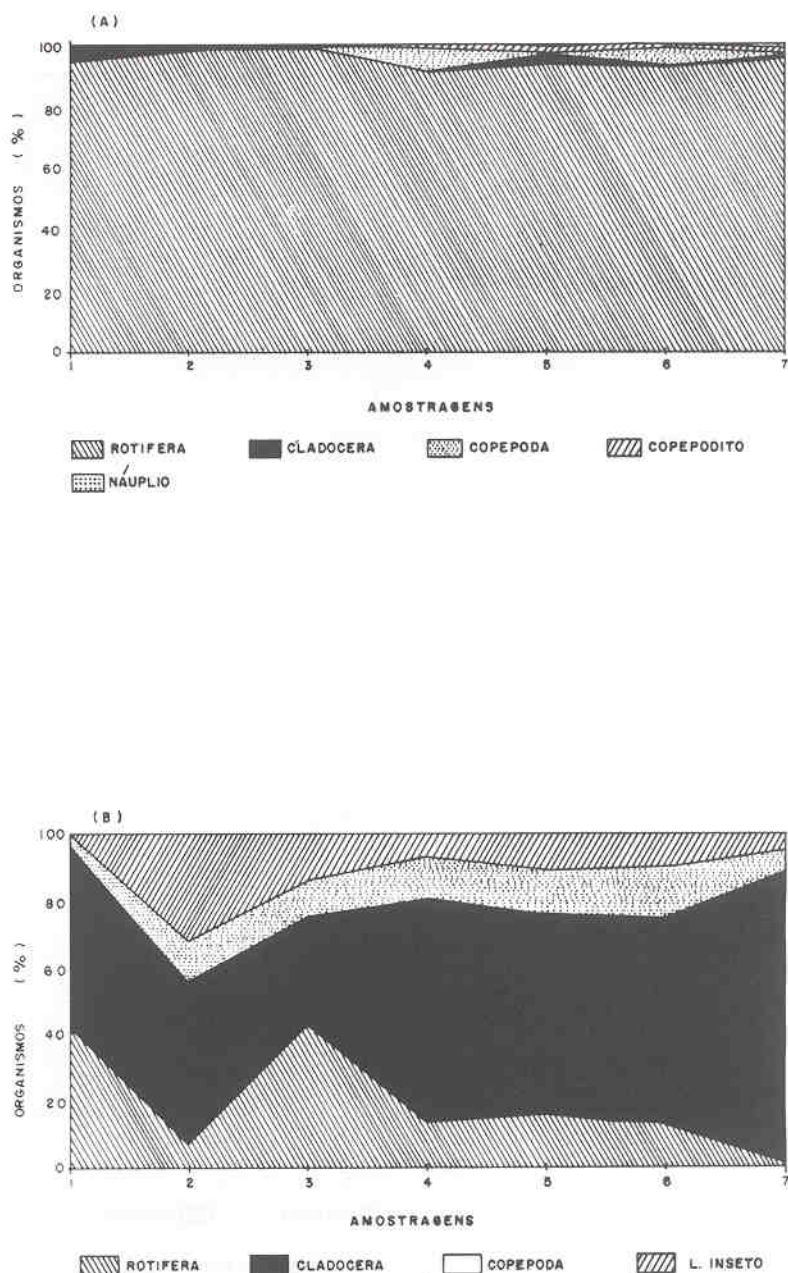 (A)
100
80
60
40
20
0
ORGANISMOS (%)
1 2 3 4 5 6 7
AMOSTRAGENS
ROTIFERA CLADOCERA COPEPODA COPEPODITO
NÁUPLIO
(B)
100
80
60
40
20
0
ORGANISMOS (%)
1 2 3 4 5 6 7
AMOSTRAGENS
ROTIFERA CLADOCERA COPEPODA L. INSETO